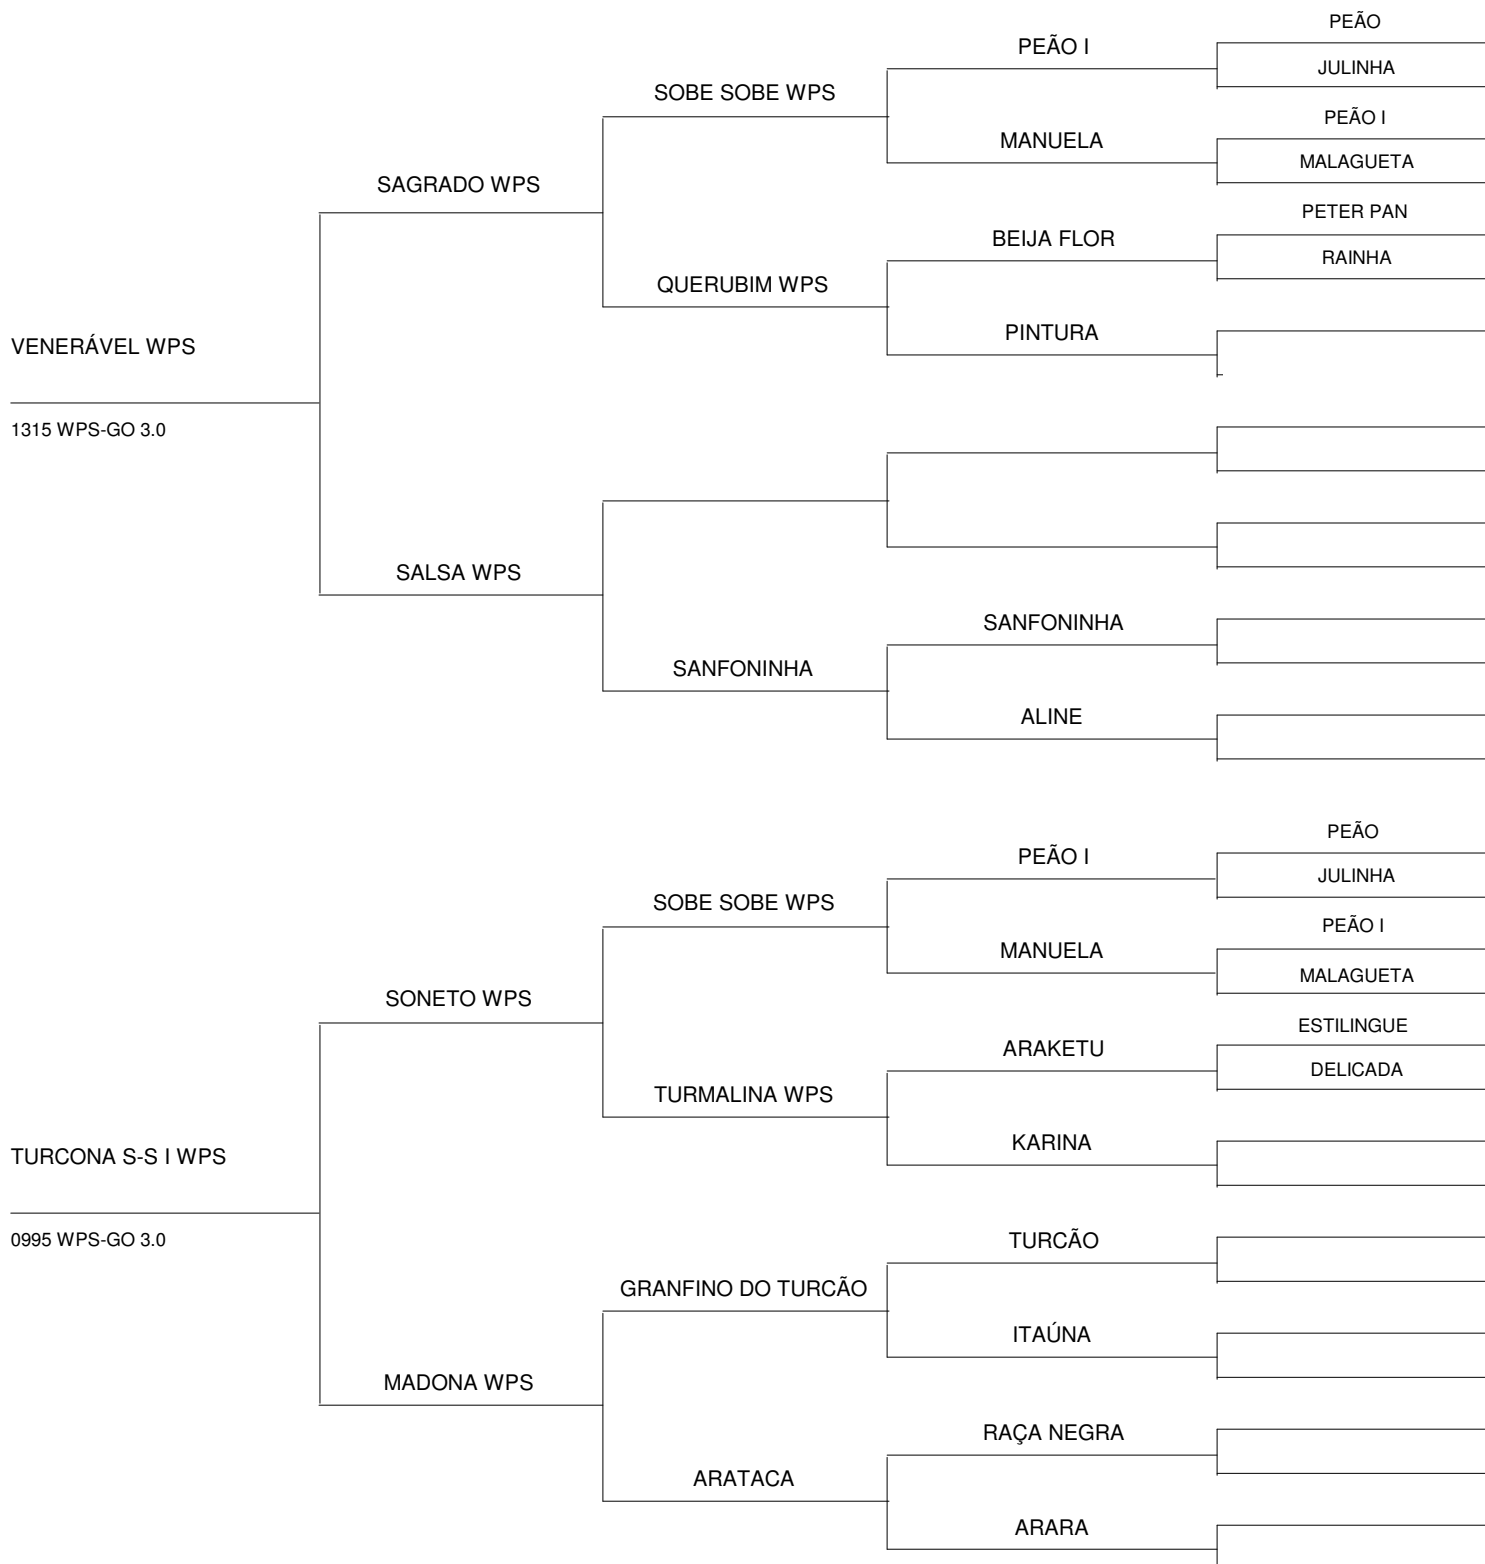 PEÃO
PEÃO I
JULINHA
SOBE SOBE WPS
PEÃO I
MANUELA
MALAGUETA
SAGRADO WPS
PETER PAN
BEIJA FLOR
RAINHA
QUERUBIM WPS
PINTURA
VENERÁVEL WPS
1315 WPS-GO 3.0
SALSA WPS
SANFONINHA
SANFONINHA
ALINE
PEÃO
PEÃO I
JULINHA
SOBE SOBE WPS
PEÃO I
MANUELA
MALAGUETA
SONETO WPS
ESTILINGUE
ARAKETU
DELICADA
TURMALINA WPS
KARINA
TURCONA S-S I WPS
0995 WPS-GO 3.0
TURCÃO
GRANFINO DO TURCÃO
ITAÚNA
MADONA WPS
RAÇA NEGRA
ARATACA
ARARA